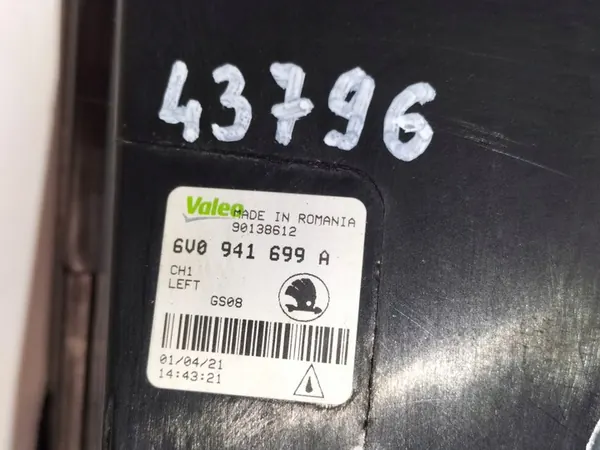 43796
Valeo MADE IN ROMANIA
90138612
6V0 941 699 A
CH1
LEFT
GS08
01/04/21
14:43:21